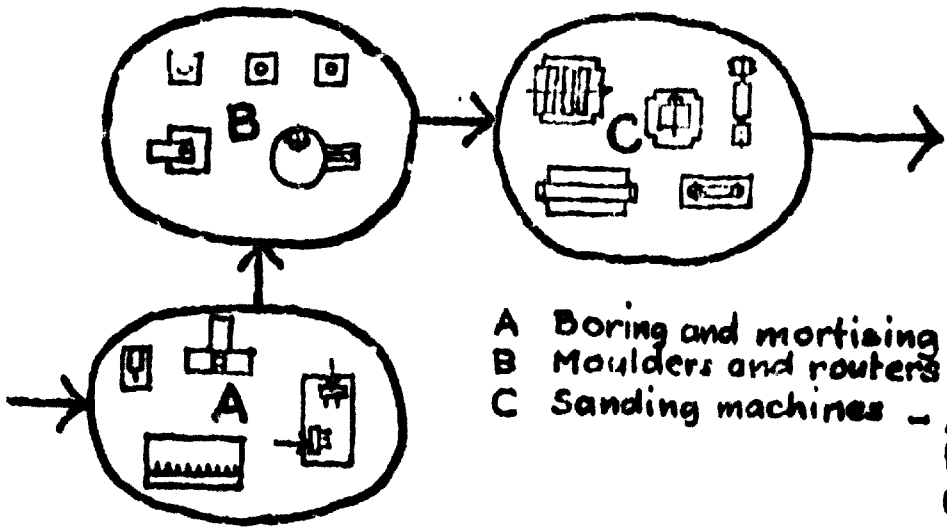 B
C
A
A Boring and mortising
B Moulders and routers
C Sanding machines -